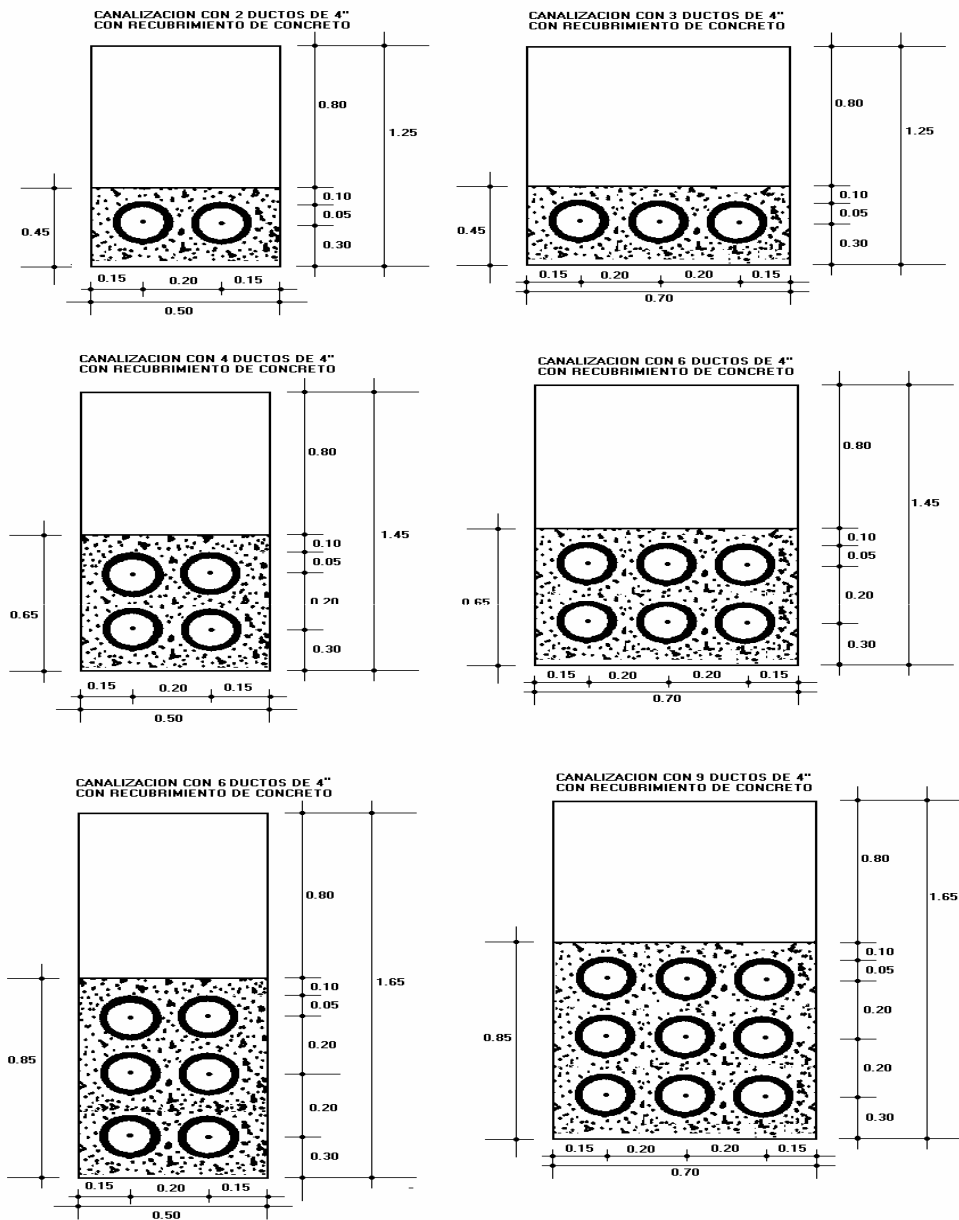 CANALIZACION CON 2 DUCTOS DE 4"
CON RECUBRIMIENTO DE CONCRETO
0.80
1.25
0.10
0.05
0.45
0.30
0.15 0.20 0.15
0.50
CANALIZACION CON 3 DUCTOS DE 4"
CON RECUBRIMIENTO DE CONCRETO
0.80
1.25
0.10
0.05
0.45
0.30
0.15 0.20 0.20 0.15
0.70
CANALIZACION CON 4 DUCTOS DE 4"
CON RECUBRIMIENTO DE CONCRETO
0.80
1.45
0.10
0.05
0.20
0.65
0.30
0.15 0.20 0.15
0.50
CANALIZACION CON 6 DUCTOS DE 4"
CON RECUBRIMIENTO DE CONCRETO
0.80
1.45
0.10
0.05
0.20
0.65
0.30
0.15 0.20 0.20 0.15
0.70
CANALIZACION CON 6 DUCTOS DE 4"
CON RECUBRIMIENTO DE CONCRETO
0.80
1.65
0.10
0.05
0.20
0.85
0.20
0.30
0.15 0.20 0.15
0.50
CANALIZACION CON 9 DUCTOS DE 4"
CON RECUBRIMIENTO DE CONCRETO
0.80
1.65
0.10
0.05
0.20
0.85
0.20
0.30
0.15 0.20 0.20 0.15
0.70